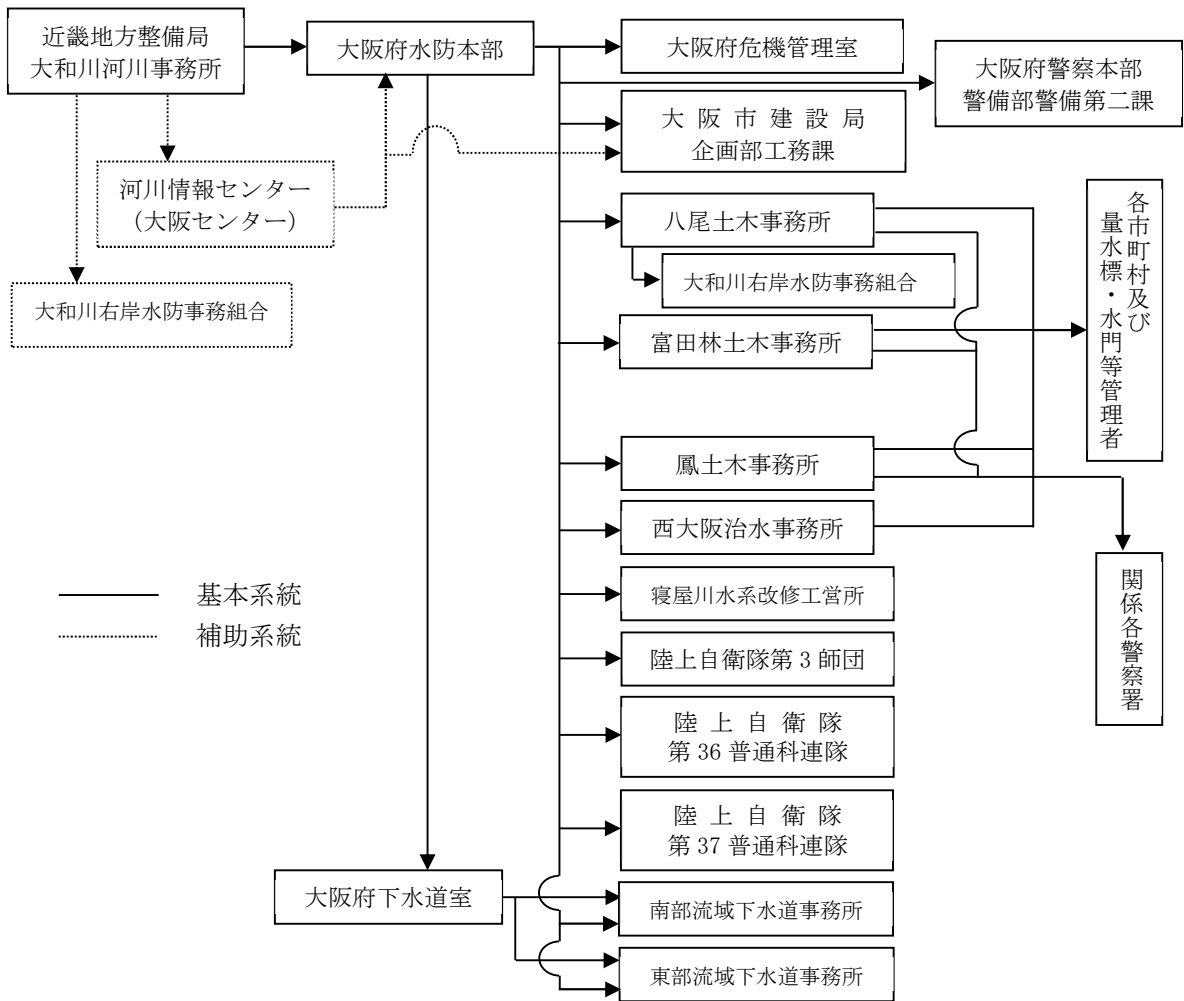 近畿地方整備局
大和川河川事務所
大阪府水防本部
大阪府危機管理室
大阪府警察本部
警備部警備第二課
大阪市建設局
企画部工務課
河川情報センター
（大阪センター）
八尾土木事務所
各市町村及び
量水標・水門等管理者
大和川右岸水防事務組合
大和川右岸水防事務組合
富田林土木事務所
鳳土木事務所
西大阪治水事務所
関係各警察署
基本系統
補助系統
寝屋川水系改修工営所
陸上自衛隊第3師団
陸上自衛隊
第36普通科連隊
陸上自衛隊
第37普通科連隊
大阪府下水道室
南部流域下水道事務所
東部流域下水道事務所